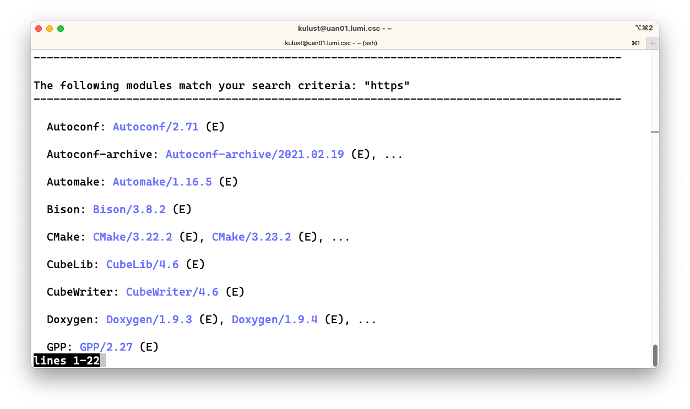 kulust@uan01.lumi.csc - ~
⌥⌘2
kulust@uan01.lumi.csc - ~ (ssh)
⌘1
+
-----------------------------------------------------------------------------------------
The following modules match your search criteria: "https"
-----------------------------------------------------------------------------------------
Autoconf: Autoconf/2.71 (E)
Autoconf-archive: Autoconf-archive/2021.02.19 (E), ...
Automake: Automake/1.16.5 (E)
Bison: Bison/3.8.2 (E)
CMake: CMake/3.22.2 (E), CMake/3.23.2 (E), ...
CubeLib: CubeLib/4.6 (E)
CubeWriter: CubeWriter/4.6 (E)
Doxygen: Doxygen/1.9.3 (E), Doxygen/1.9.4 (E), ...
GPP: GPP/2.27 (E)
lines 1-22